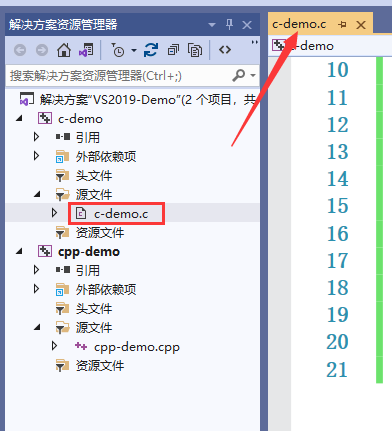 解决方案资源管理器
搜索解决方案资源管理器(Ctrl+;)
解决方案"VS2019-Demo"(2 个项目，共
c-demo
引用
外部依赖项
头文件
源文件
c-demo.c
资源文件
cpp-demo
引用
外部依赖项
头文件
源文件
cpp-demo.cpp
资源文件
c-demo.c
c-demo
10
11
12
13
14
15
16
17
18
19
20
21